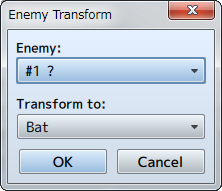 Enemy Transform
Enemy:
#1 ?
Transform to:
Bat
OK
Cancel